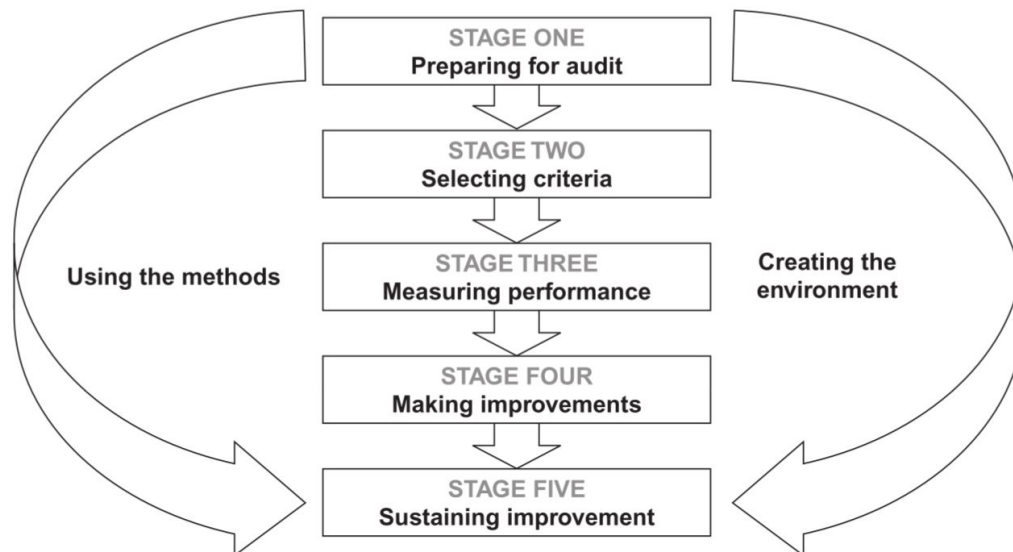 STAGE ONE
Preparing for audit
STAGE TWO
Selecting criteria
STAGE THREE
Measuring performance
Using the methods
Creating the
environment
STAGE FOUR
Making improvements
STAGE FIVE
Sustaining improvement